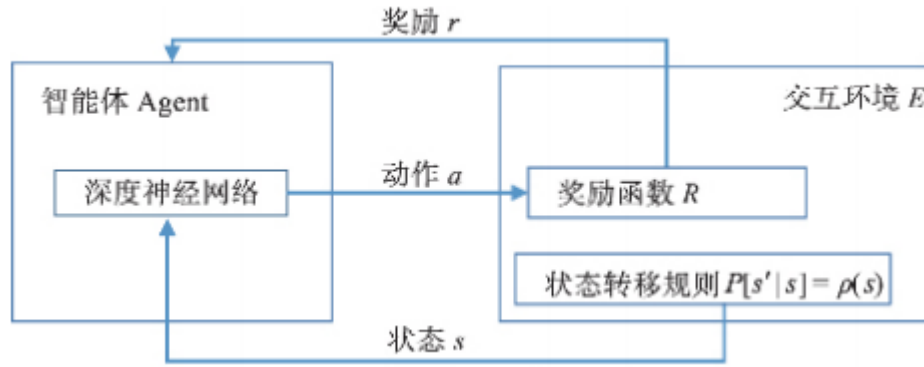 奖励 r
智能体 Agent
交互环境 E
深度神经网络
动作 a
奖励函数 R
状态转移规则 P[s′|s] = ρ(s)
状态 s